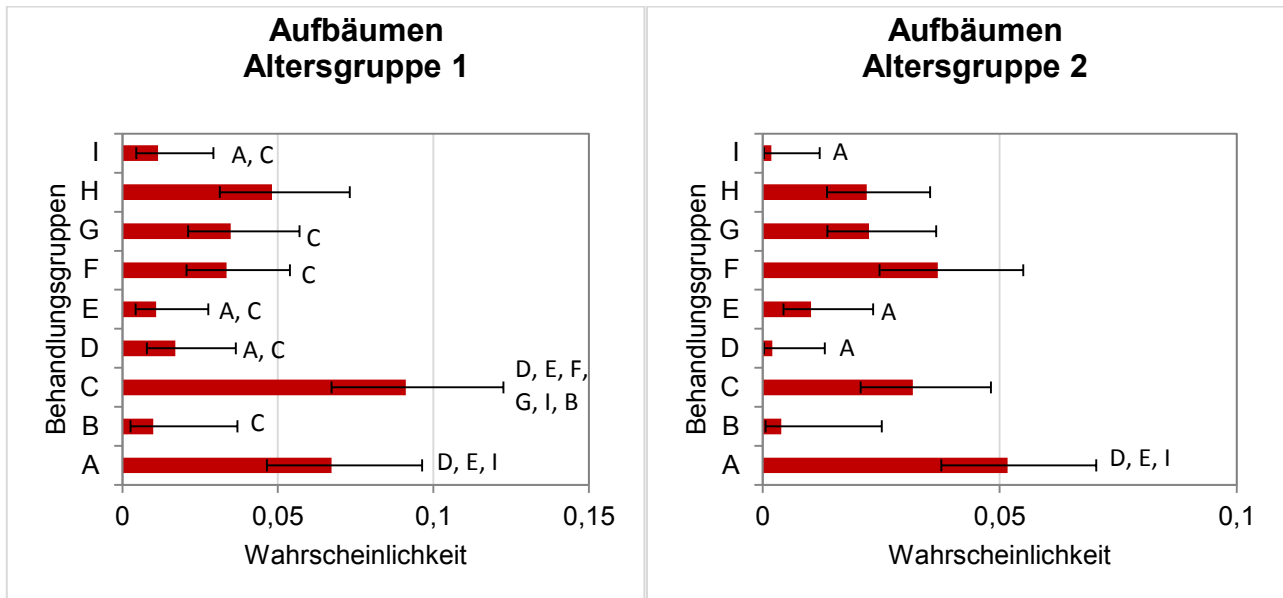 Aufbäumen
Altersgruppe 1
Behandlungsgruppen
I
A, C
H
G
C
F
C
E
A, C
D
A, C
C
D, E, F,
G, I, B
B
C
A
D, E, I
0
0,05
0,1
0,15
Wahrscheinlichkeit
Aufbäumen
Altersgruppe 2
Behandlungsgruppen
I
A
H
G
F
E
A
D
A
C
B
A
D, E, I
0
0,05
0,1
Wahrscheinlichkeit